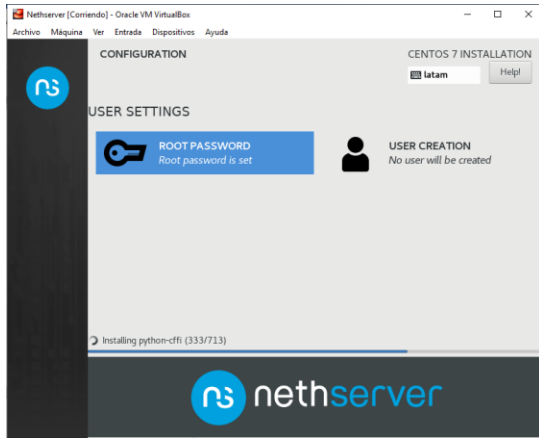 Nethserver [Corriendo] - Oracle VM VirtualBox
Archivo Máquina Ver Entrada Dispositivos Ayuda
CONFIGURATION
CENTOS 7 INSTALLATION
latam
Help!
ns
USER SETTINGS
ROOT PASSWORD
Root password is set
USER CREATION
No user will be created
Installing python-cffi (333/713)
ns nethserver